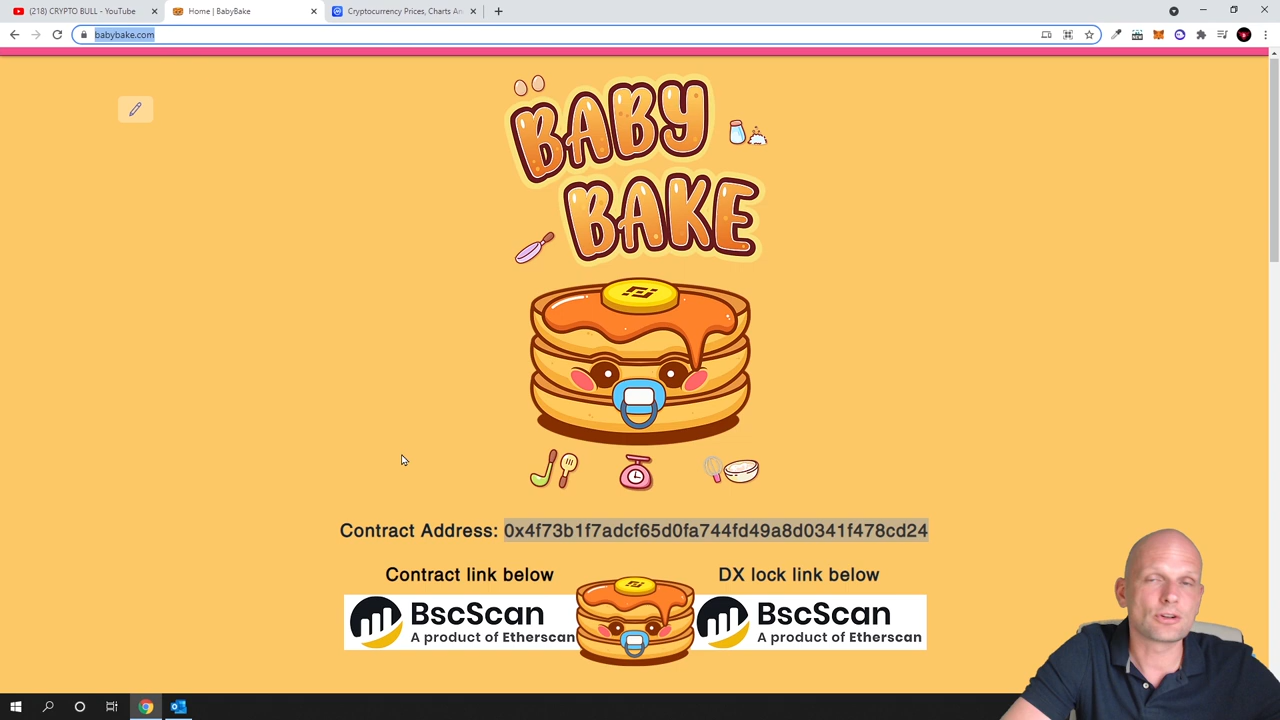 (218) CRYPTO BULL - YouTube
Home | BabyBake
Cryptocurrency Prices, Charts An
babybake.com
BABY
BAKE
Contract Address: 0x4f73b1f7adcf65d0fa744fd49a8d0341f478cd24
Contract link below
DX lock link below
BscScan
A product of Etherscan
BscScan
A product of Etherscan